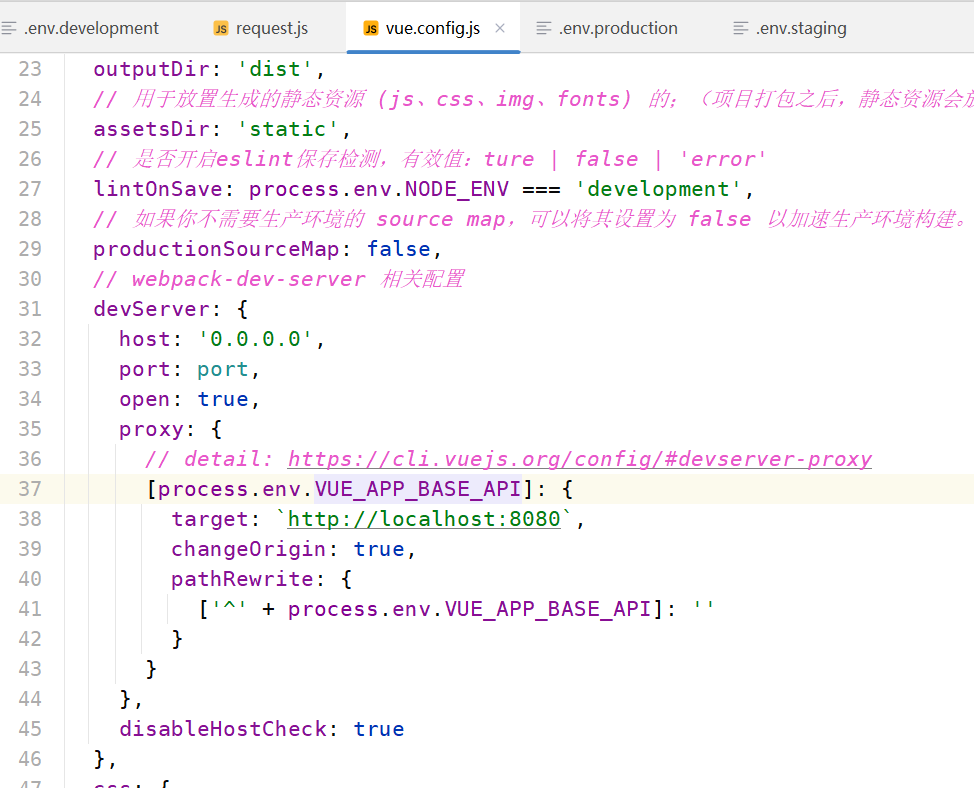 .env.development JS request.js JS vue.config.js × .env.production .env.staging
23 outputDir: 'dist',
24 // 用于放置生成的静态资源 (js、css、img、fonts) 的；（项目打包之后，静态资源会
25 assetsDir: 'static',
26 // 是否开启eslint保存检测，有效值：ture | false | 'error'
27 lintOnSave: process.env.NODE_ENV === 'development',
28 // 如果你不需要生产环境的 source map，可以将其设置为 false 以加速生产环境构建。
29 productionSourceMap: false,
30 // webpack-dev-server 相关配置
31 devServer: {
32 host: '0.0.0.0',
33 port: port,
34 open: true,
35 proxy: {
36 // detail: https://cli.vuejs.org/config/#devserver-proxy
37 [process.env.VUE_APP_BASE_API]: {
38 target: `http://localhost:8080`,
39 changeOrigin: true,
40 pathRewrite: {
41 ['^' + process.env.VUE_APP_BASE_API]: ''
42 }
43 }
44 },
45 disableHostCheck: true
46 },
47 css: {